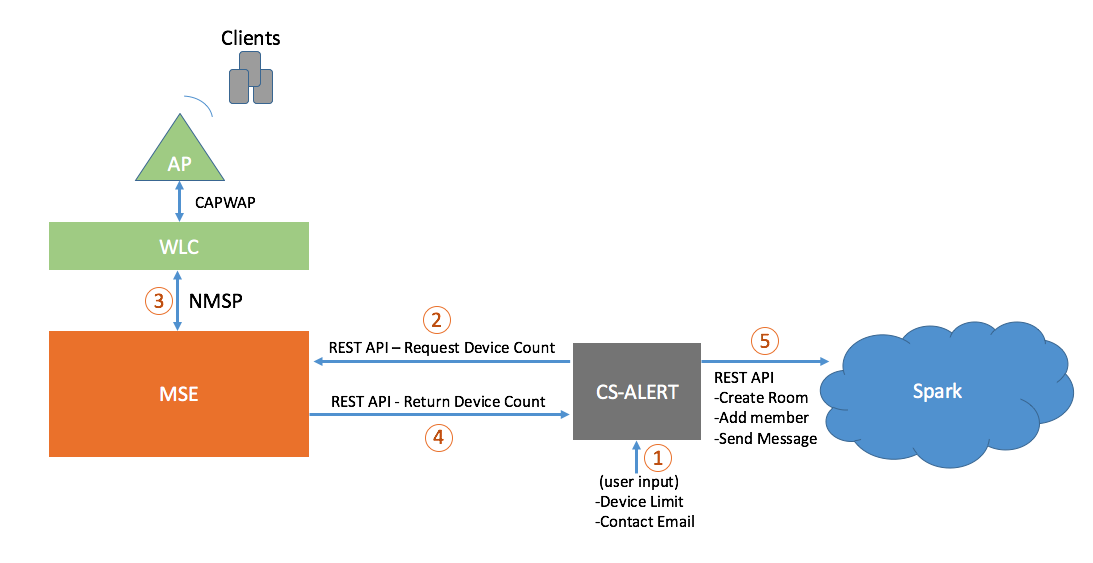 Clients
AP
CAPWAP
WLC
3
NMSP
MSE
2
REST API – Request Device Count
REST API - Return Device Count
4
CS-ALERT
1
(user input)
-Device Limit
-Contact Email
5
REST API
-Create Room
-Add member
-Send Message
Spark